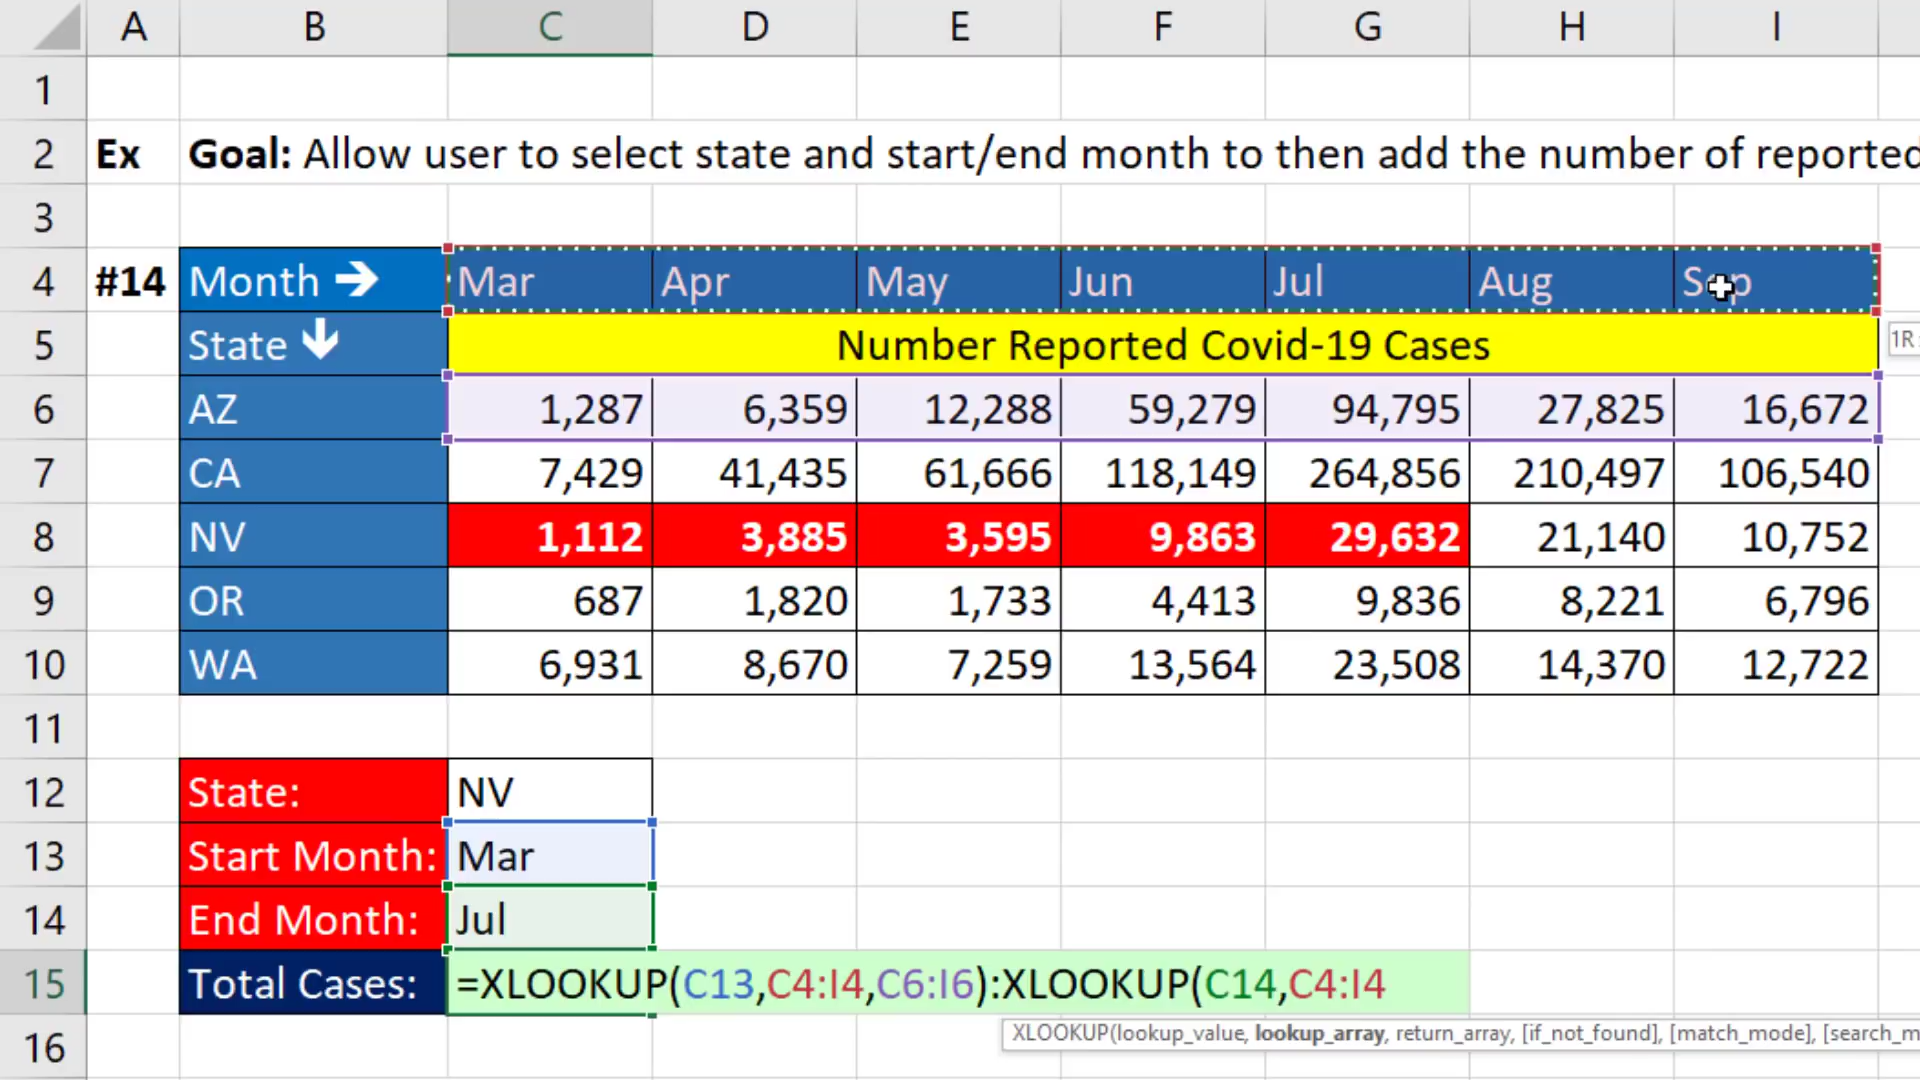 A B C D E F G H I
1
2 Ex Goal: Allow user to select state and start/end month to then add the number of reported
3
4 #14 Month → Mar Apr May Jun Jul Aug Sep
5 State ↓ Number Reported Covid-19 Cases
1R
6 AZ 1,287 6,359 12,288 59,279 94,795 27,825 16,672
7 CA 7,429 41,435 61,666 118,149 264,856 210,497 106,540
8 NV 1,112 3,885 3,595 9,863 29,632 21,140 10,752
9 OR 687 1,820 1,733 4,413 9,836 8,221 6,796
10 WA 6,931 8,670 7,259 13,564 23,508 14,370 12,722
11
12 State: NV
13 Start Month: Mar
14 End Month: Jul
15 Total Cases: =XLOOKUP(C13,C4:I4,C6:I6):XLOOKUP(C14,C4:I4
16 XLOOKUP(lookup_value, lookup_array, return_array, [if_not_found], [match_mode], [search_m